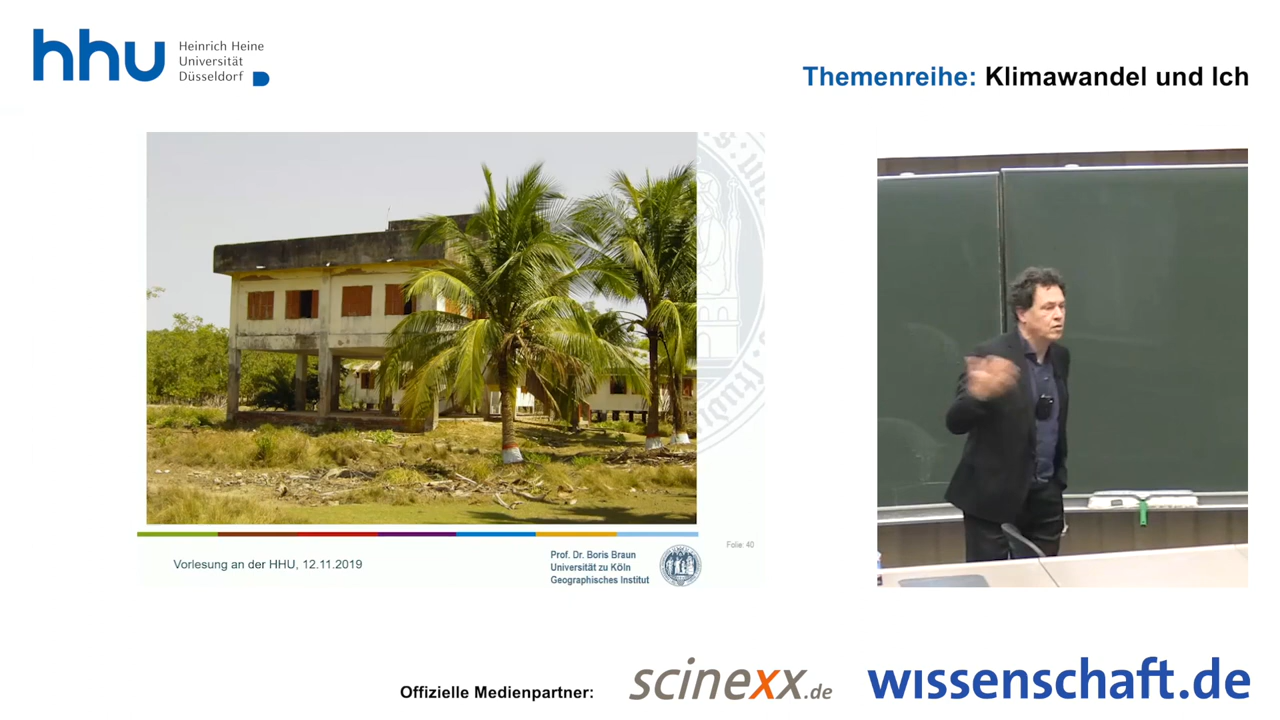 hhu
Heinrich Heine
Universität
Düsseldorf
Themenreihe: Klimawandel und Ich
Folie: 40
Vorlesung an der HHU, 12.11.2019
Prof. Dr. Boris Braun
Universität zu Köln
Geographisches Institut
Offizielle Medienpartner:
scinexx.de
wissenschaft.de